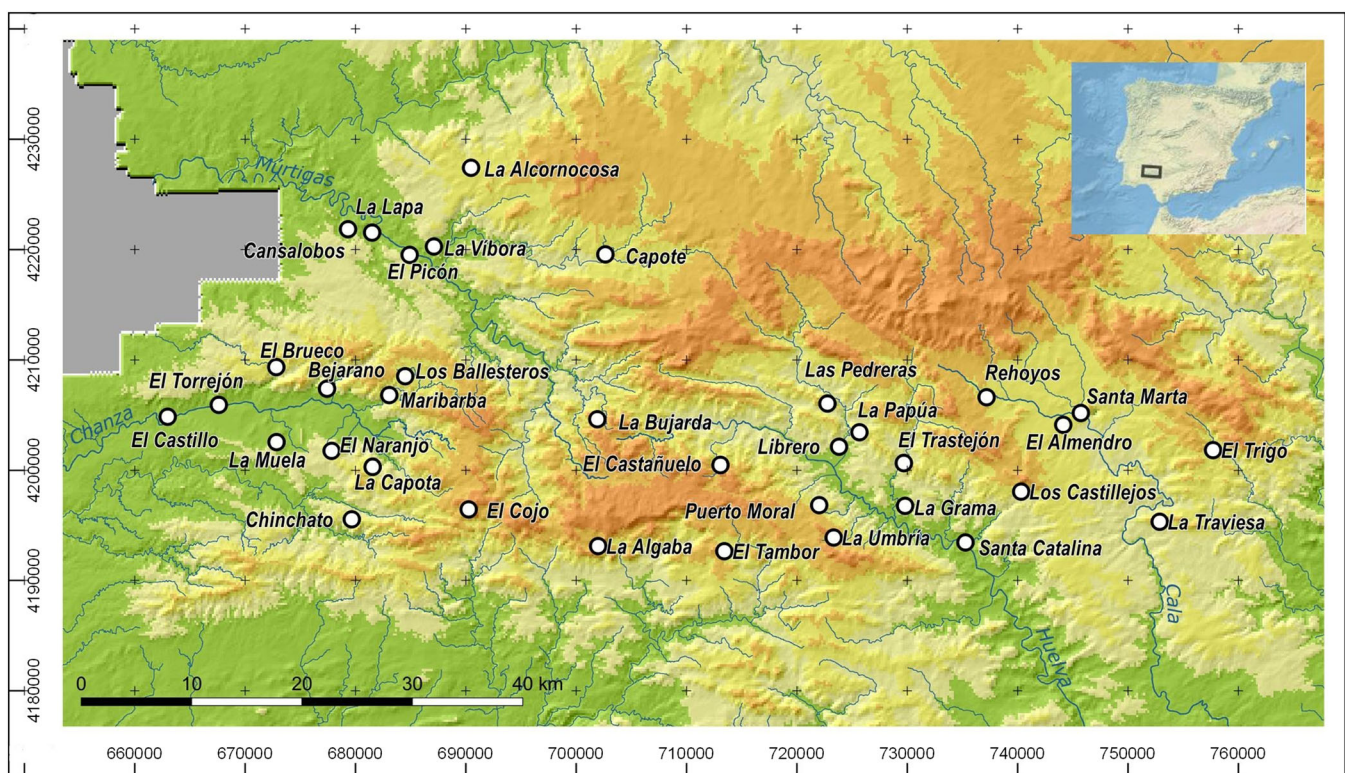 4230000
Múrtigas
La Alcornocosa
La Lapa
Cansalobos
La Víbora
El Picón
Capote
4220000
4210000
El Brueco
Bejarano
Los Ballesteros
El Torrejón
Maribarba
Las Pedreras
Rehoyos
Santa Marta
La Papúa
Chanza
El Castillo
La Bujarda
Librero
El Trastejón
El Almendro
La Muela
El Naranjo
El Castañuelo
El Trigo
La Capota
4200000
Los Castillejos
Chinchato
El Cojo
Puerto Moral
La Grama
La Traviesa
La Algaba
El Tambor
La Umbría
Santa Catalina
4190000
Cala
Huelva
4180000
0 10 20 30 40 km
660000 670000 680000 690000 700000 710000 720000 730000 740000 750000 760000